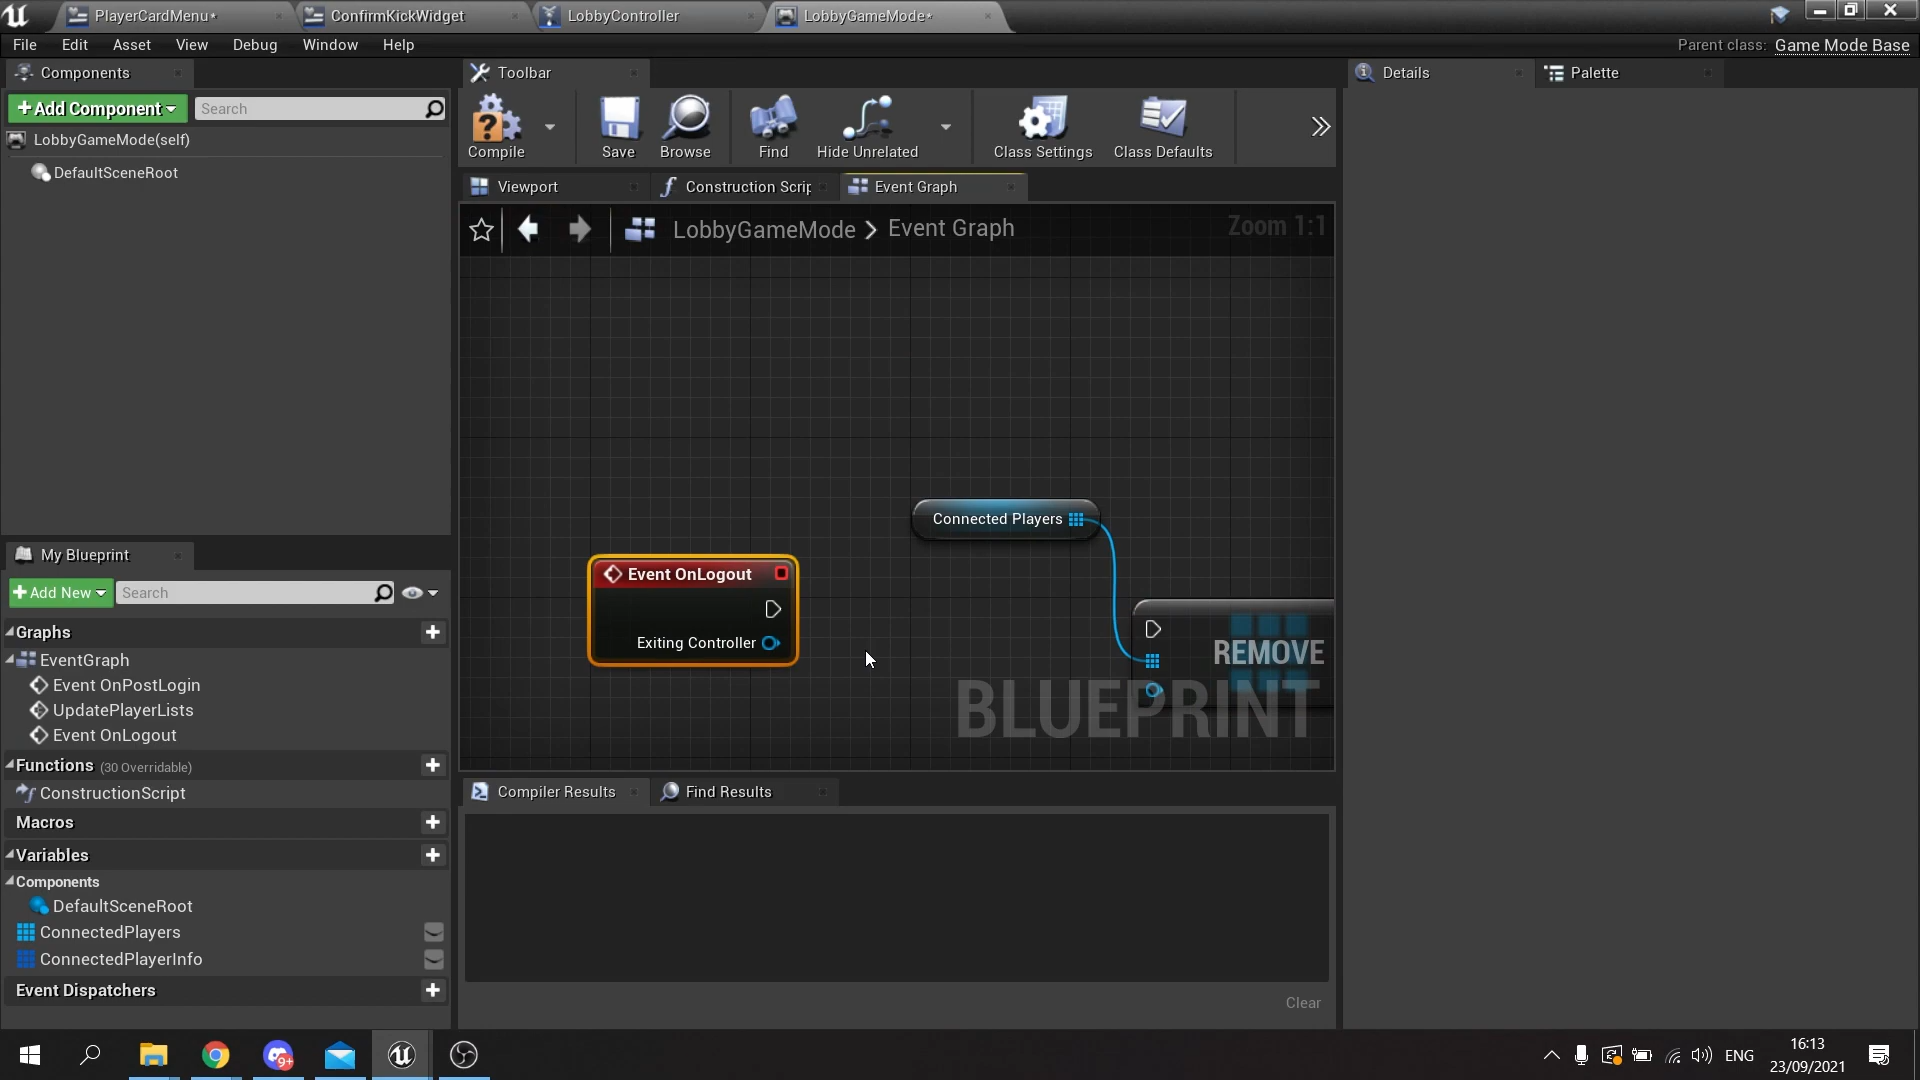 PlayerCardMenu*
ConfirmKickWidget
LobbyController
LobbyGameMode*
File Edit Asset View Debug Window Help
Parent class: Game Mode Base
Components
Toolbar
Details
Palette
+ Add Component
Search
LobbyGameMode(self)
DefaultSceneRoot
Compile
Save
Browse
Find
Hide Unrelated
Class Settings
Class Defaults
Viewport
Construction Scrip
Event Graph
LobbyGameMode > Event Graph
Zoom 1:1
Connected Players
Event OnLogout
Exiting Controller
REMOVE
BLUEPRINT
My Blueprint
+ Add New
Search
Graphs
EventGraph
Event OnPostLogin
UpdatePlayerLists
Event OnLogout
Functions (30 Overridable)
ConstructionScript
Macros
Variables
Components
DefaultSceneRoot
ConnectedPlayers
ConnectedPlayerInfo
Event Dispatchers
Compiler Results
Find Results
Clear
9+
ENG
16:13
23/09/2021